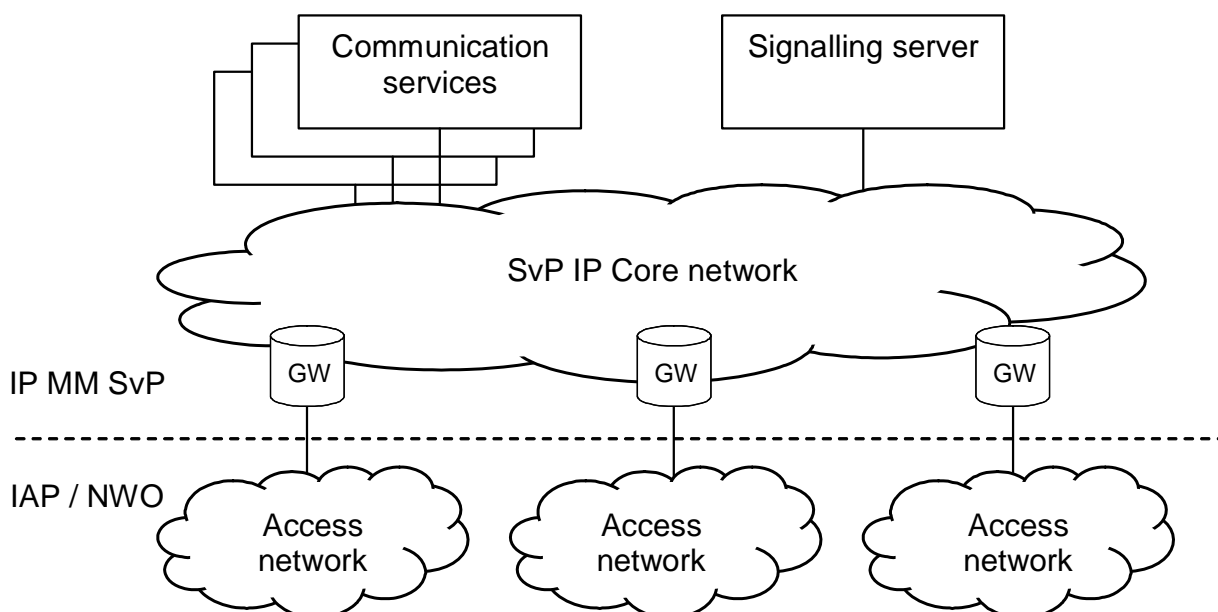 Communication
services
Signalling server
SvP IP Core network
GW
GW
GW
IP MM SvP
IAP / NWO
Access
network
Access
network
Access
network